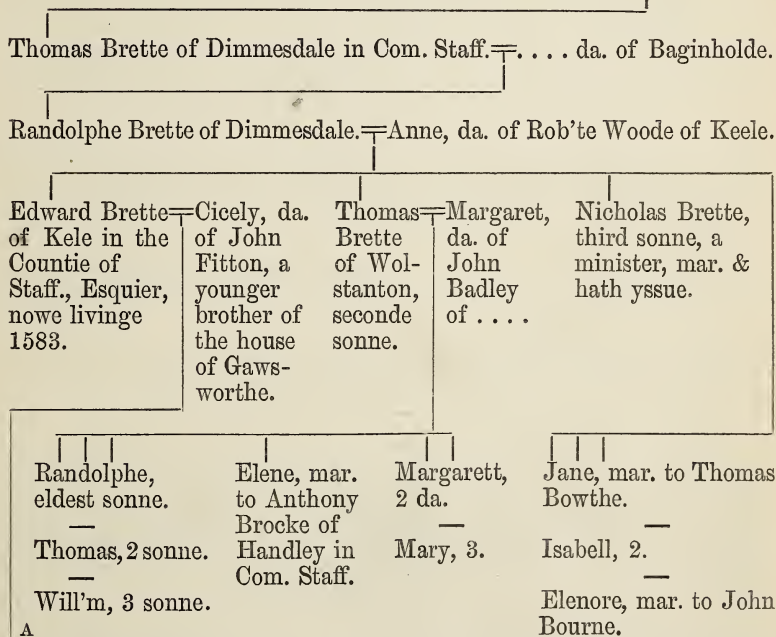 Thomas Brette of Dimmesdale in Com. Staff.=. . . . da. of Baginholde.
Randolphe Brette of Dimmesdale.=Anne, da. of Rob'te Woode of Keele.
Edward Brette=
of Kele in the
Countie of
Staff., Esquier,
nowe livinge
1583.
Cicely, da.
of John
Fitton, a
younger
brother of
the house
of Gaws-
worthe.
Thomas=
Brette
of Wol-
stanton,
seconde
sonne.
Margaret,
da. of
John
Badley
of . . . .
Nicholas Brette,
third sonne, a
minister, mar. &
hath yssue.
Randolphe,
eldest sonne.
—
Thomas, 2 sonne.
—
Will'm, 3 sonne.
Elene, mar.
to Anthony
Brocke of
Handley in
Com. Staff.
Margarett,
2 da.
—
Mary, 3.
Jane, mar. to Thomas
Bowthe.
—
Isabell, 2.
—
Elenore, mar. to John
Bourne.
A